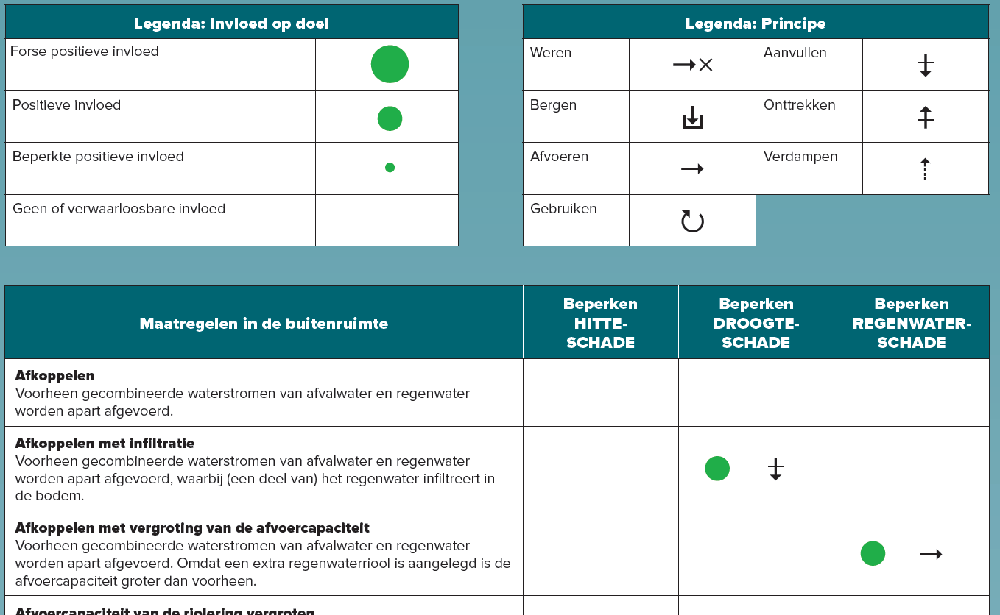 Legenda: Invloed op doel
Forse positieve invloed
Positieve invloed
Beperkte positieve invloed
Geen of verwaarloosbare invloed
Legenda: Principe
Weren
Aanvullen
Bergen
Onttrekken
Afvoeren
Verdampen
Gebruiken
Maatregelen in de buitenruimte
Beperken
HITTE-
SCHADE
Beperken
DROOGTE-
SCHADE
Beperken
REGENWATER-
SCHADE
Afkoppelen
Voorheen gecombineerde waterstromen van afvalwater en regenwater
worden apart afgevoerd.
Afkoppelen met infiltratie
Voorheen gecombineerde waterstromen van afvalwater en regenwater
worden apart afgevoerd, waarbij (een deel van) het regenwater infiltreert in
de bodem.
Afkoppelen met vergroting van de afvoercapaciteit
Voorheen gecombineerde waterstromen van afvalwater en regenwater
worden apart afgevoerd. Omdat een extra regenwaterriool is aangelegd is de
afvoercapaciteit groter dan voorheen.
Afvoercapaciteit van de riolering vergroten